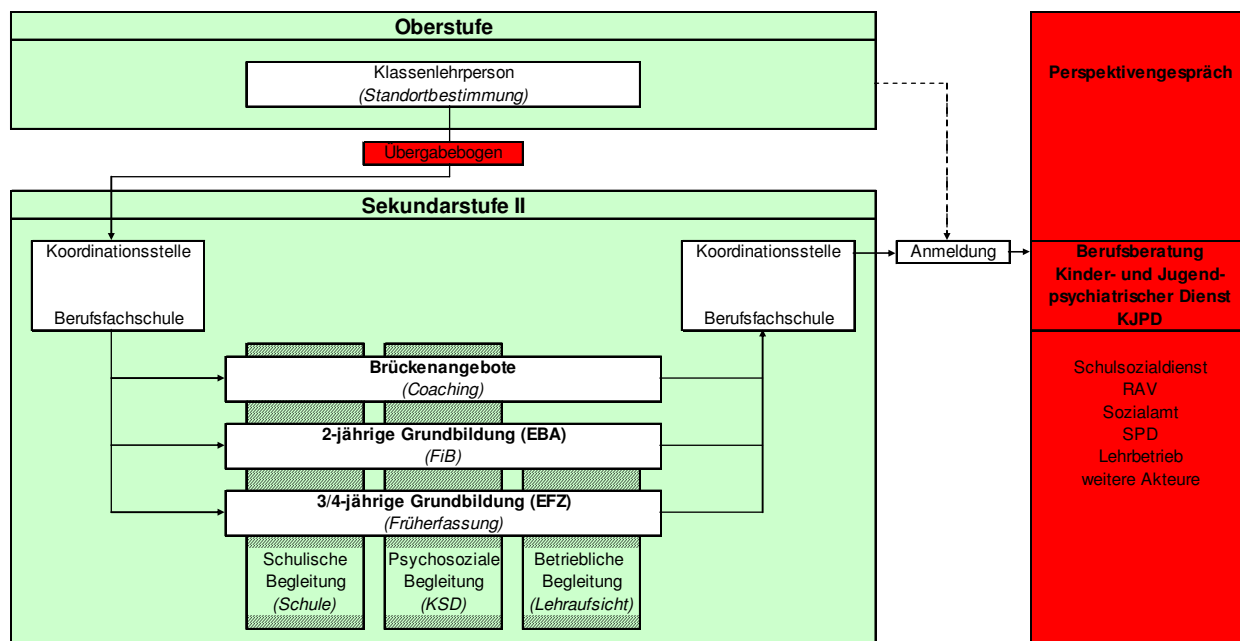 Oberstufe
Klassenlehrperson
(Standortbestimmung)
Übergabebogen
Sekundarstufe II
Koordinationsstelle
Berufsfachschule
Koordinationsstelle
Berufsfachschule
Anmeldung
Brückenangebote
(Coaching)
2-jährige Grundbildung (EBA)
(FiB)
3/4-jährige Grundbildung (EFZ)
(Früherfassung)
Schulische
Begleitung
(Schule)
Psychosoziale
Begleitung
(KSD)
Betriebliche
Begleitung
(Lehraufsicht)
Perspektivengespräch
Berufsberatung
Kinder- und Jugend-
psychiatrischer Dienst
KJPD
Schulsozialdienst
RAV
Sozialamt
SPD
Lehrbetrieb
weitere Akteure